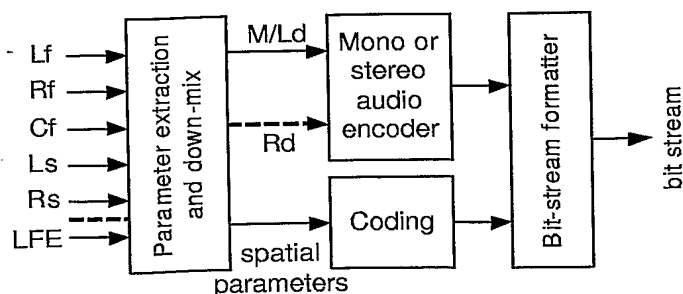 Lf
Rf
Cf
Ls
Rs
LFE
Parameter extraction
and down-mix
M/Ld
Rd
spatial
parameters
Mono or
stereo
audio
encoder
Coding
Bit-stream formatter
bit stream